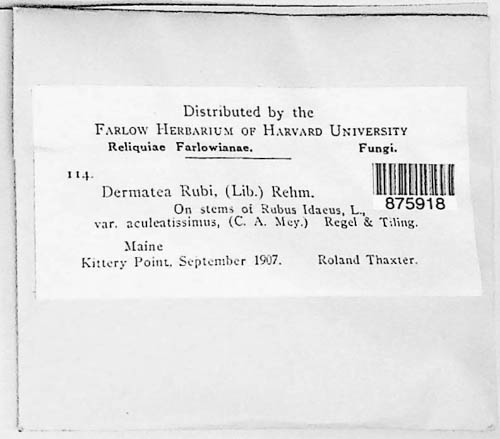 Distributed by the
FARLOW HERBARIUM OF HARVARD UNIVERSITY
Reliquiae Farlowianae. Fungi.
114.
875918
Dermatea Rubi, (Lib.) Rehm.
On stems of Rubus Idaeus, L.,
var. aculeatissimus, (C. A. Mey.) Regel & Tiling.
Maine
Kittery Point, September 1907. Roland Thaxter.